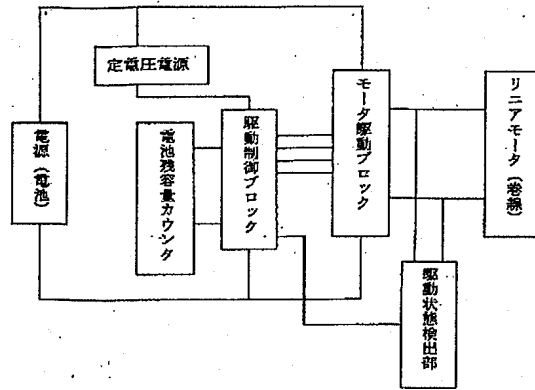 定電圧電源
電源（電池）
電池残容量カウンタ
駆動制御ブロック
モータ駆動ブロック
リニアモータ（巻線）
駆動状態検出部